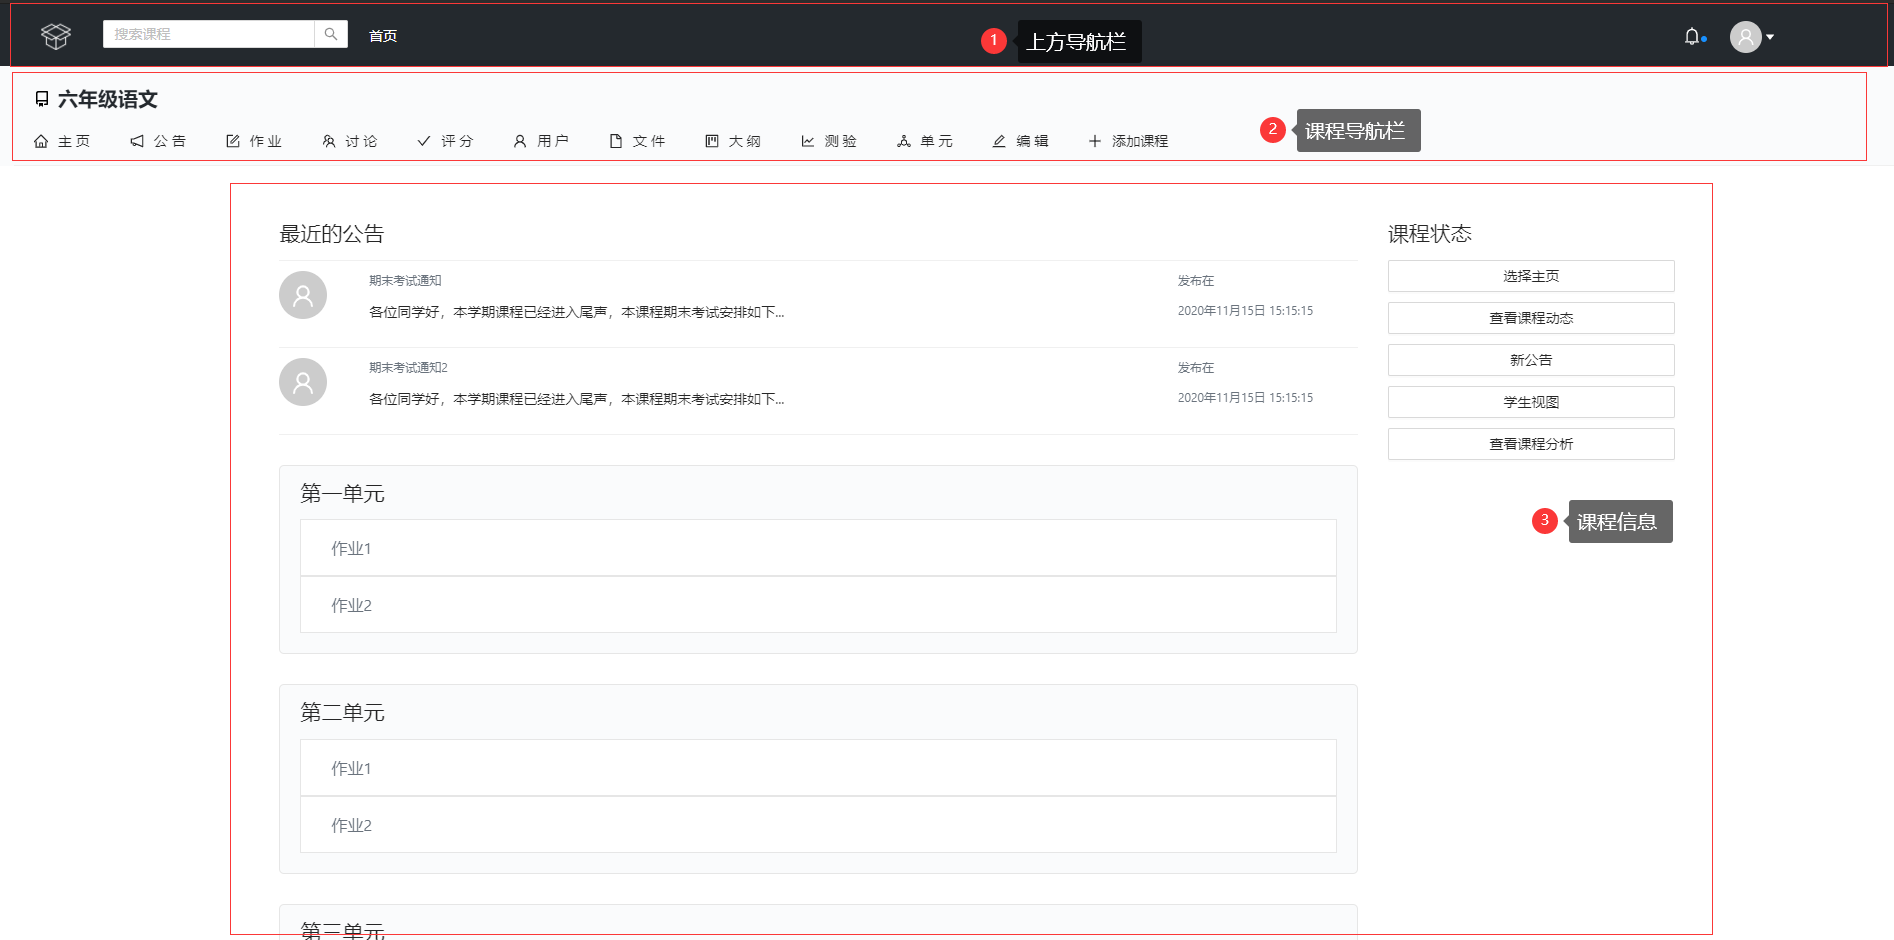 搜索课程
首页
1
上方导航栏
六年级语文
主页
公告
作业
讨论
评分
用户
文件
大纲
测验
单元
编辑
添加课程
2
课程导航栏
最近的公告
期末考试通知
发布在
各位同学好，本学期课程已经进入尾声，本课程期末考试安排如下...
2020年11月15日 15:15:15
期末考试通知2
发布在
各位同学好，本学期课程已经进入尾声，本课程期末考试安排如下...
2020年11月15日 15:15:15
第一单元
作业1
作业2
第二单元
作业1
作业2
第三单元
课程状态
选择主页
查看课程动态
新公告
学生视图
查看课程分析
3
课程信息